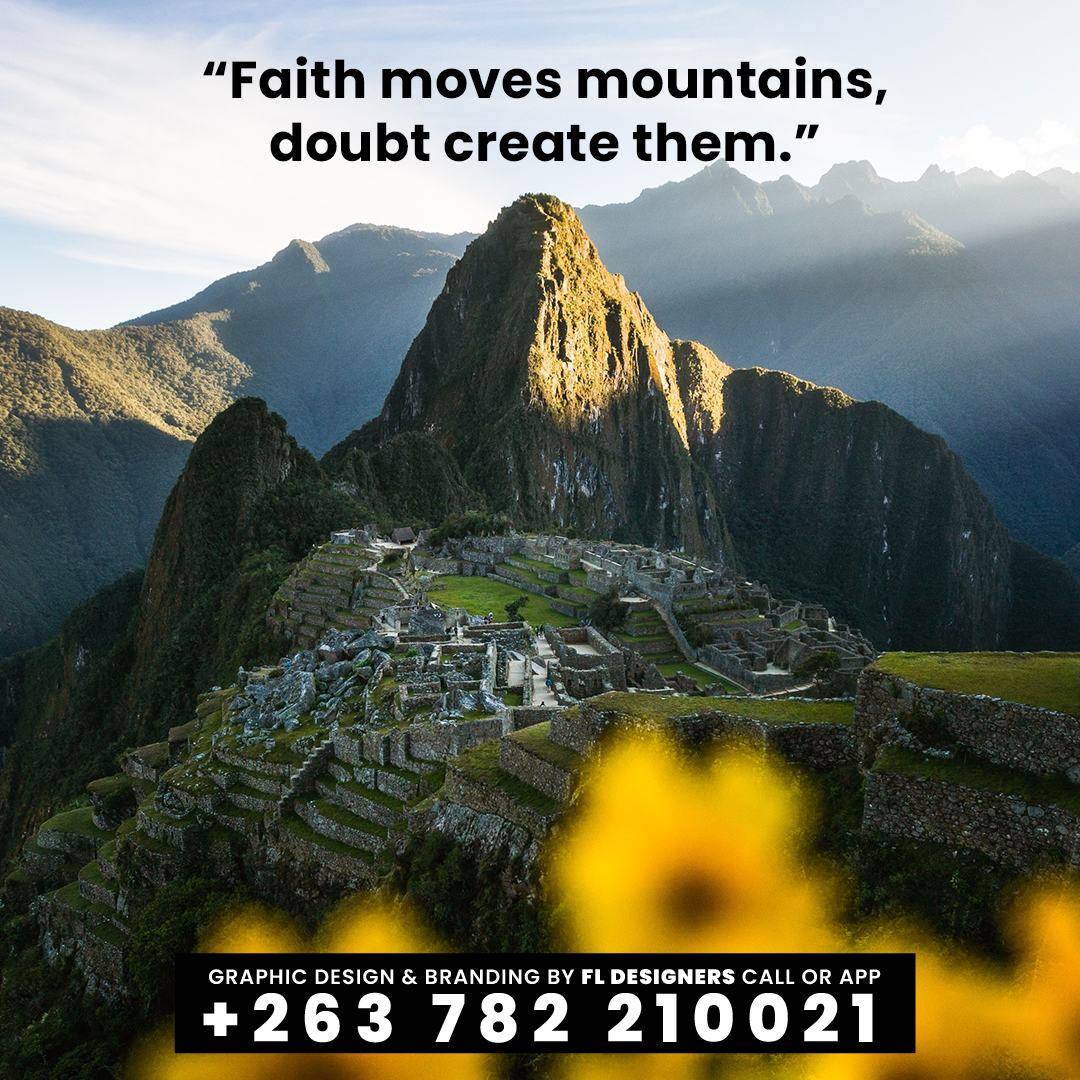 “Faith moves mountains,
doubt create them.”
GRAPHIC DESIGN & BRANDING BY FL DESIGNERS CALL OR APP
+263 782 210021